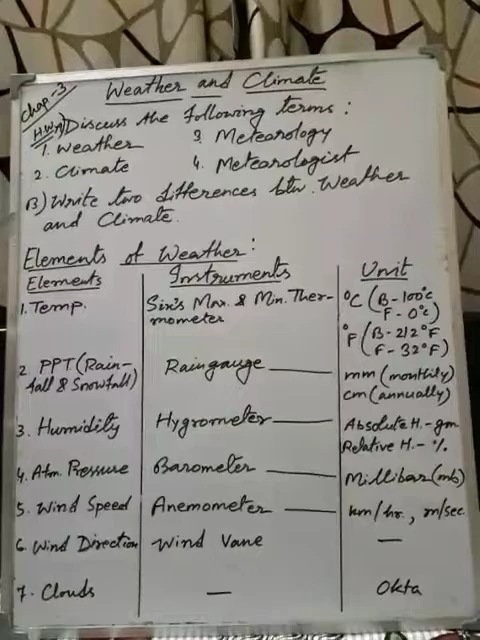 Chap-3
Weather and Climate
H.W. A) Discuss the following terms:
1. Weather 3. Meteorology
2. Climate 4. Meteorologist
B) Write two differences btw. Weather
and Climate.
Elements of Weather:
Elements Instruments Unit
1. Temp. Six's Max. & Min. Ther- °C (B-100°C
mometer F-0°C)
°F (B-212°F
F-32°F)
2. PPT (Rain- Raingauge mm (monthly)
fall & Snowfall) cm (annually)
3. Humidity Hygrometer Absolute H.-gm
Relative H.-%
4. Atm. Pressure Barometer Millibar (mb)
5. Wind Speed Anemometer km/hr., m/sec.
6. Wind Direction Wind Vane —
7. Clouds — Okta